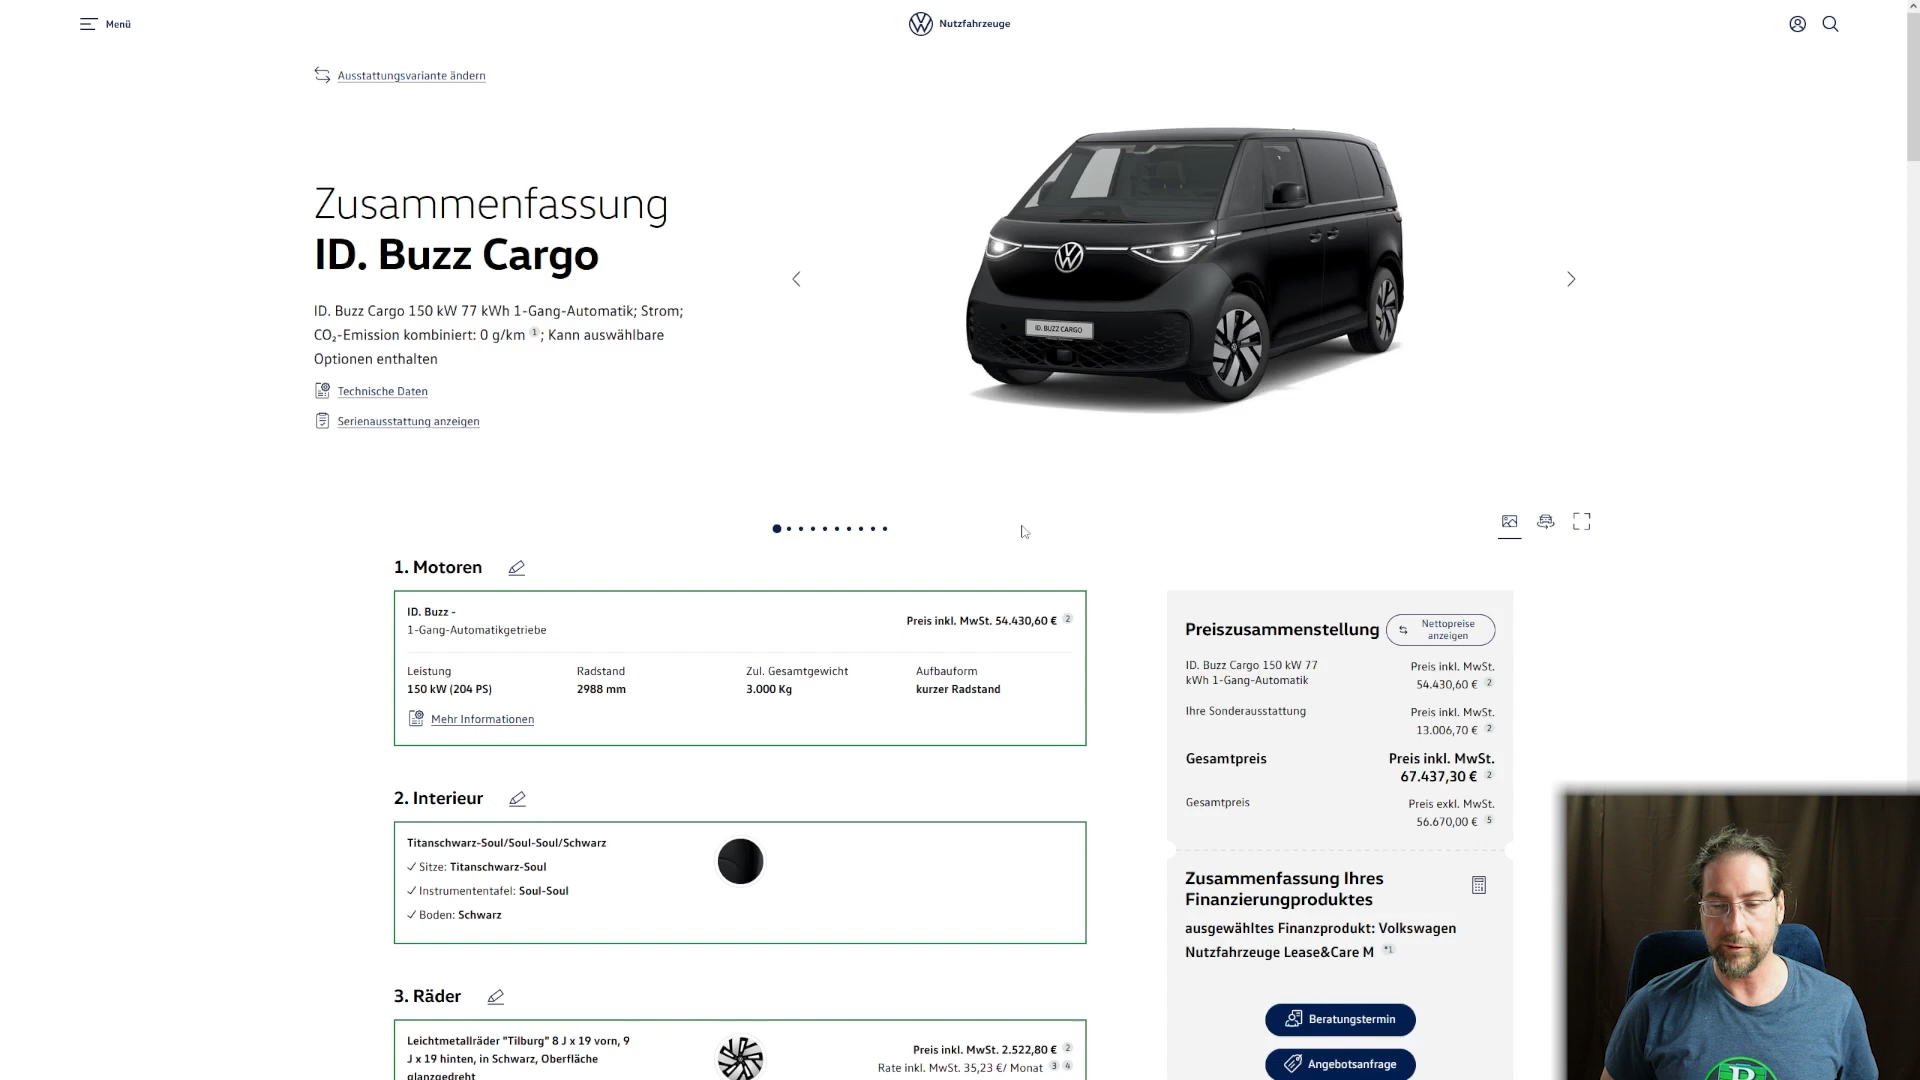 Menü
Nutzfahrzeuge
Ausstattungsvariante ändern
Zusammenfassung
ID. Buzz Cargo
ID. Buzz Cargo 150 kW 77 kWh 1-Gang-Automatik; Strom;
CO₂-Emission kombiniert: 0 g/km 1 ; Kann auswählbare
Optionen enthalten
Technische Daten
Serienausstattung anzeigen
ID. BUZZ CARGO
1. Motoren
ID. Buzz -
1-Gang-Automatikgetriebe
Preis inkl. MwSt. 54.430,60 € 2
Leistung
150 kW (204 PS)
Radstand
2988 mm
Zul. Gesamtgewicht
3.000 Kg
Aufbauform
kurzer Radstand
Mehr Informationen
2. Interieur
Titanschwarz-Soul/Soul-Soul/Schwarz
Sitze: Titanschwarz-Soul
Instrumententafel: Soul-Soul
Boden: Schwarz
3. Räder
Leichtmetallräder "Tilburg" 8 J x 19 vorn, 9
J x 19 hinten, in Schwarz, Oberfläche
glanzgedreht
Preis inkl. MwSt. 2.522,80 € 2
Rate inkl. MwSt. 35,23 €/ Monat 3 4
Preiszusammenstellung
Nettopreise
anzeigen
ID. Buzz Cargo 150 kW 77
kWh 1-Gang-Automatik
Preis inkl. MwSt.
54.430,60 € 2
Ihre Sonderausstattung
Preis inkl. MwSt.
13.006,70 € 2
Gesamtpreis
Preis inkl. MwSt.
67.437,30 € 2
Gesamtpreis
Preis exkl. MwSt.
56.670,00 € 5
Zusammenfassung Ihres
Finanzierungproduktes
ausgewähltes Finanzprodukt: Volkswagen
Nutzfahrzeuge Lease&Care M *1
Beratungstermin
Angebotsanfrage